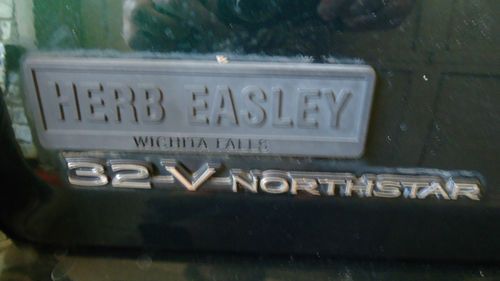 HERB EASLEY
WICHITA FALLS
32-V NORTHSTAR